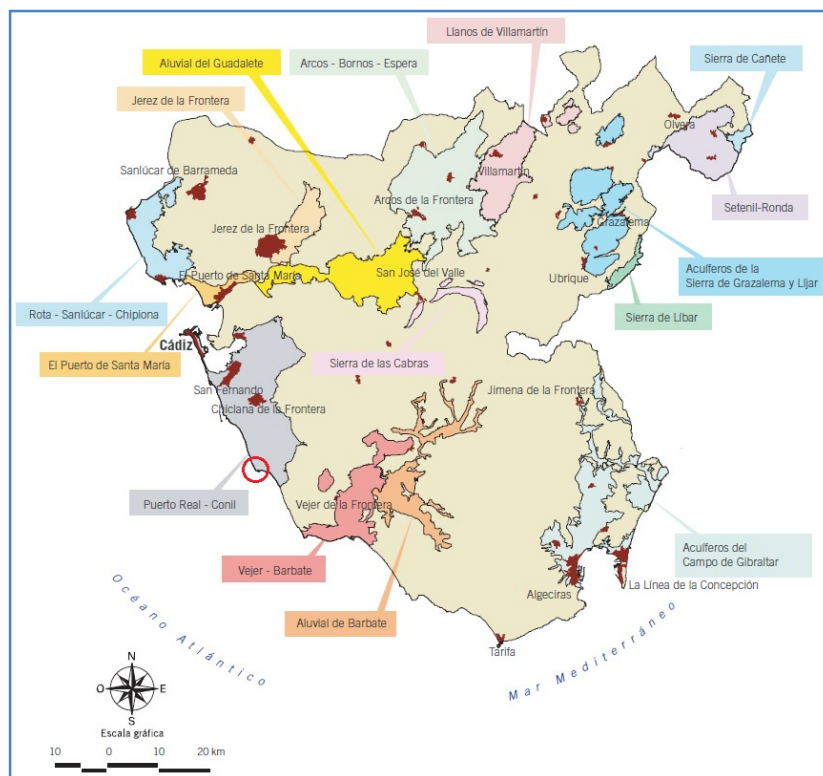 Llanos de Villamartín
Aluvial del Guadalete
Arcos - Bornos - Espera
Sierra de Cañete
Jerez de la Frontera
Olvera
Sanlúcar de Barrameda
Villamartín
Setenil-Ronda
Arcos de la Frontera
Grazalema
Jerez de la Frontera
El Puerto de Santa María
San José del Valle
Ubrique
Acuíferos de la
Sierra de Grazalema y Líjar
Rota - Sanlúcar - Chipiona
Sierra de Líbar
Cádiz
El Puerto de Santa María
Sierra de las Cabras
San Fernando
Jimena de la Frontera
Chiclana de la Frontera
Puerto Real - Conil
Vejer de la Frontera
Acuíferos del
Campo de Gibraltar
Vejer - Barbate
La Línea de la Concepción
Algeciras
Aluvial de Barbate
Tarifa
Océano Atlántico
Mar Mediterráneo
N
O
E
S
Escala gráfica
10 0 10 20 km